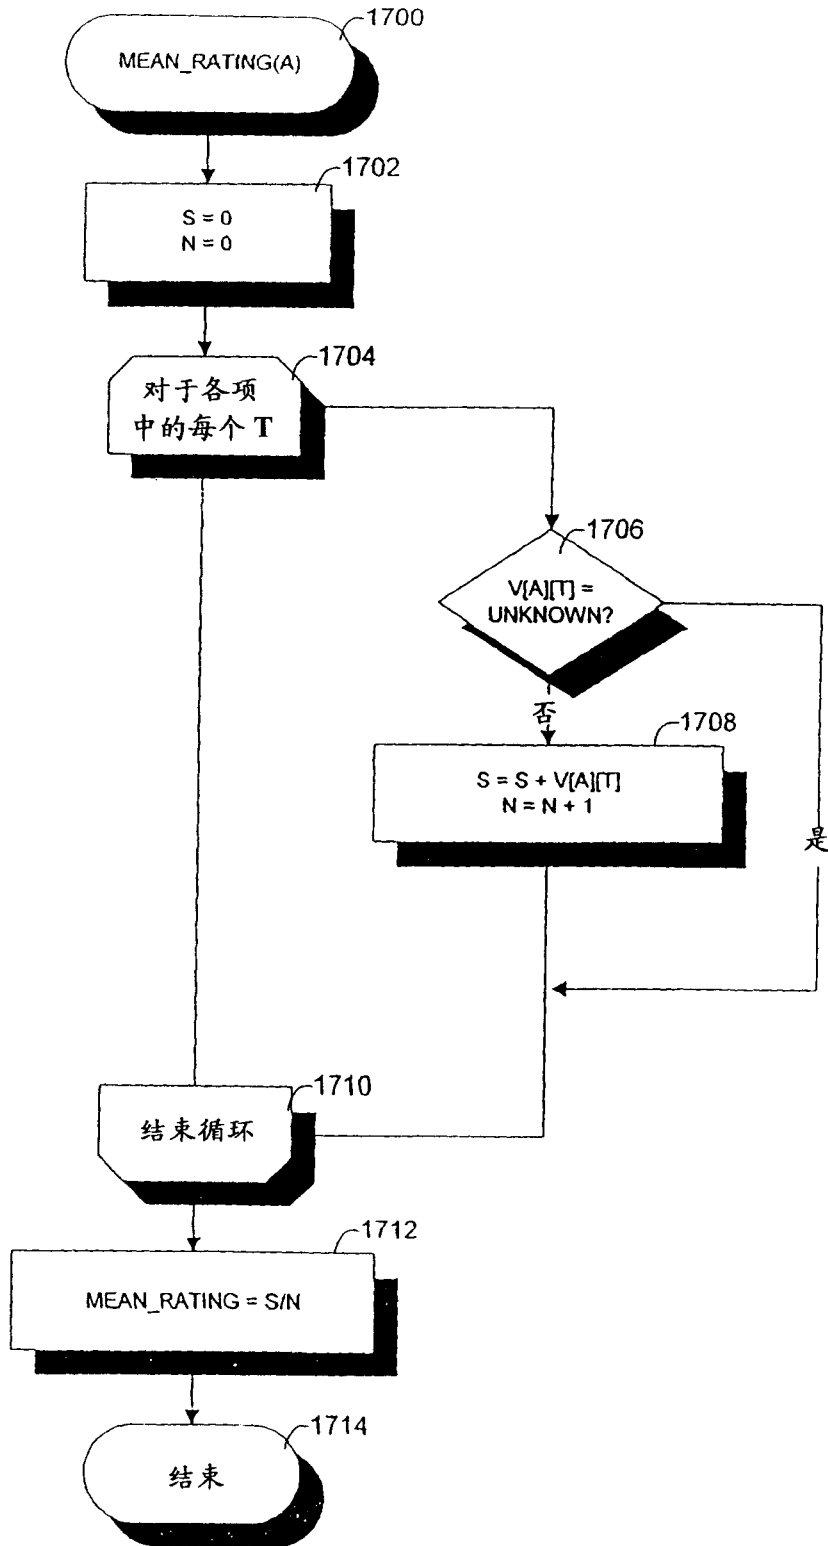 1700
MEAN_RATING(A)
1702
S = 0
N = 0
1704
对于各项
中的每个 T
1706
V[A][T] =
UNKNOWN?
否
1708
S = S + V[A][T]
N = N + 1
是
1710
结束循环
1712
MEAN_RATING = S/N
1714
结束